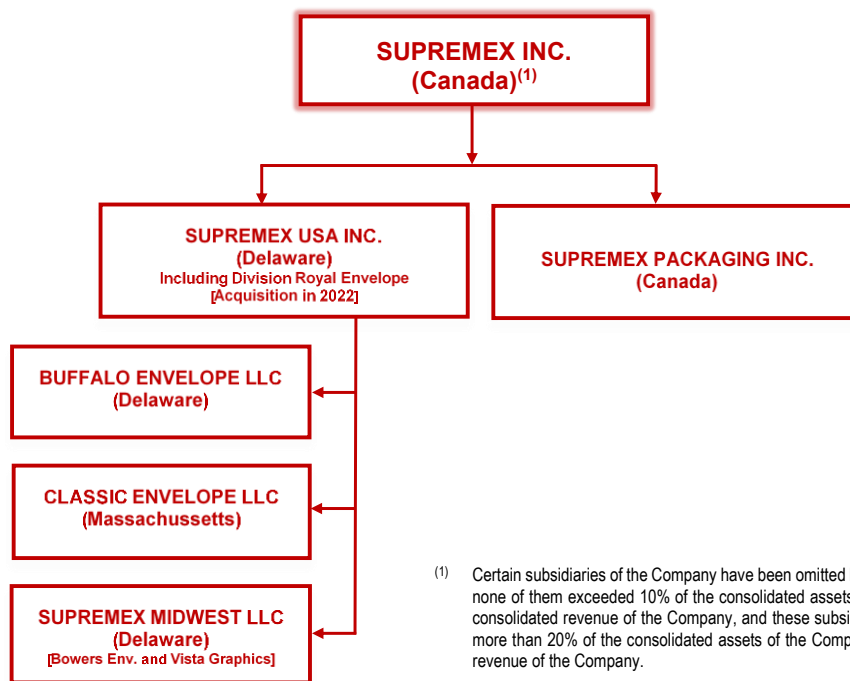 SUPREMEX INC.
(Canada)(1)
SUPREMEX USA INC.
(Delaware)
Including Division Royal Envelope
[Acquisition in 2022]
SUPREMEX PACKAGING INC.
(Canada)
BUFFALO ENVELOPE LLC
(Delaware)
CLASSIC ENVELOPE LLC
(Massachussetts)
SUPREMEX MIDWEST LLC
(Delaware)
[Bowers Env. and Vista Graphics]
(1) Certain subsidiaries of the Company have been omitted
none of them exceeded 10% of the consolidated assets
consolidated revenue of the Company, and these subsi
more than 20% of the consolidated assets of the Comp
revenue of the Company.